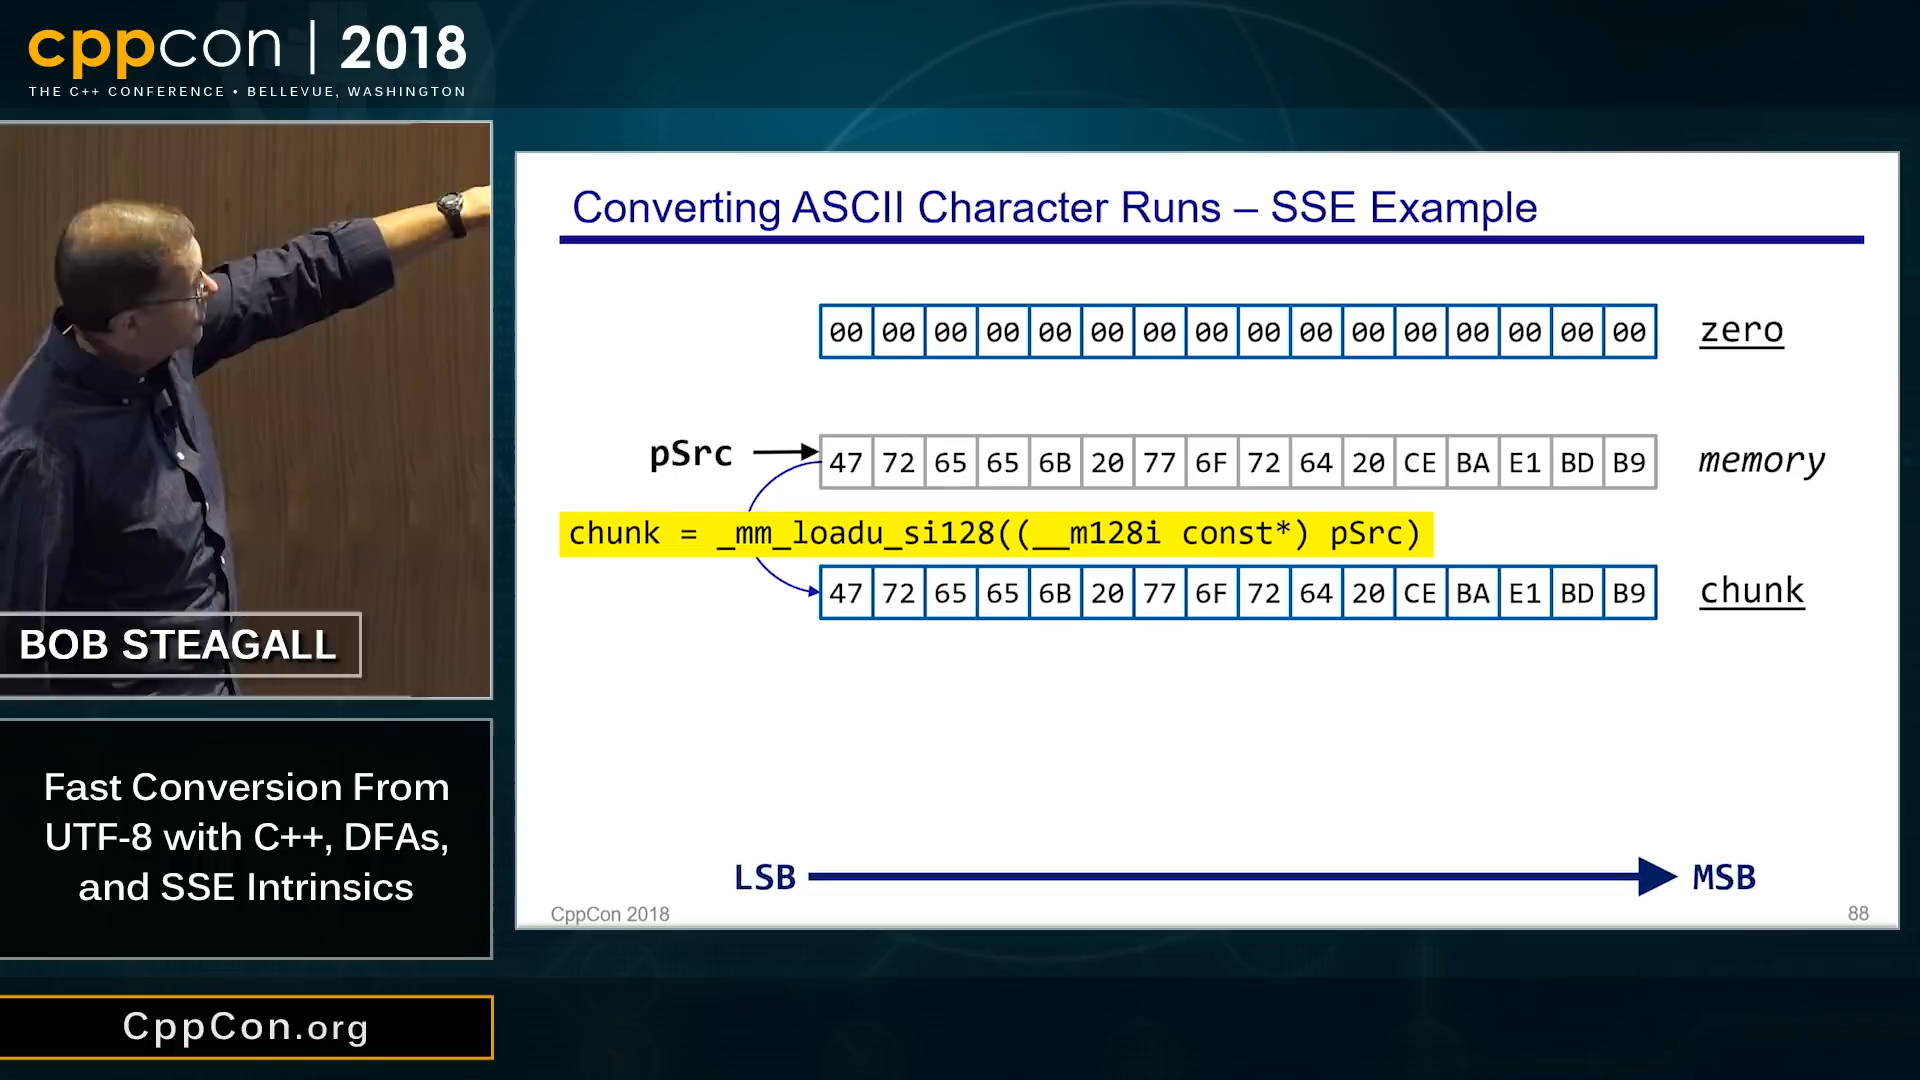 cppcon | 2018
THE C++ CONFERENCE • BELLEVUE, WASHINGTON
BOB STEAGALL
Fast Conversion From
UTF-8 with C++, DFAs,
and SSE Intrinsics
CppCon.org
Converting ASCII Character Runs – SSE Example
00 00 00 00 00 00 00 00 00 00 00 00 00 00 00 00 zero
pSrc 47 72 65 65 6B 20 77 6F 72 64 20 CE BA E1 BD B9 memory
chunk = _mm_loadu_si128((__m128i const*) pSrc)
47 72 65 65 6B 20 77 6F 72 64 20 CE BA E1 BD B9 chunk
LSB MSB
CppCon 2018 88